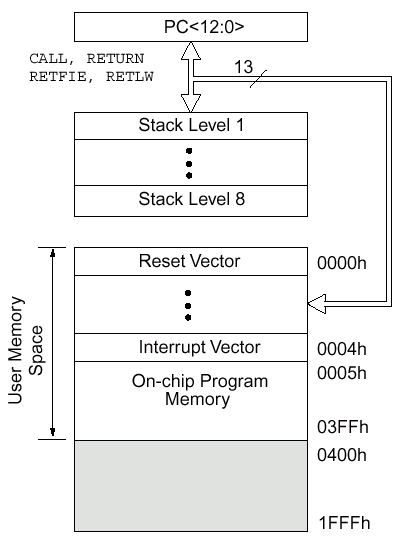 PC<12:0>
CALL, RETURN
RETFIE, RETLW
13
Stack Level 1
Stack Level 8
Reset Vector
0000h
Interrupt Vector
0004h
On-chip Program
Memory
0005h
03FFh
0400h
1FFFh
User Memory
Space